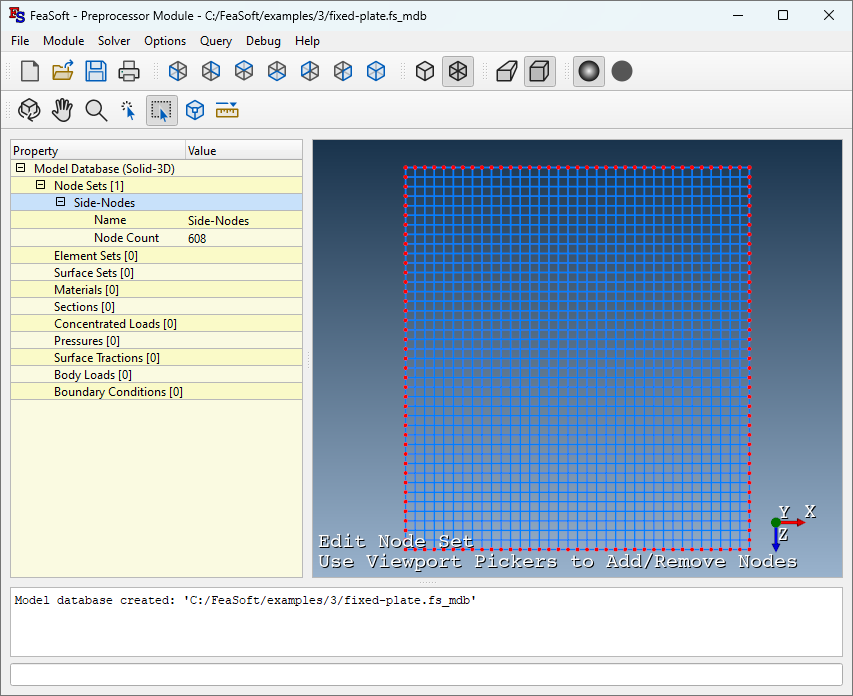 FeaSoft - Preprocessor Module - C:/FeaSoft/examples/3/fixed-plate.fs_mdb
File Module Solver Options Query Debug Help
Property Value
Model Database (Solid-3D)
Node Sets [1]
Side-Nodes
Name Side-Nodes
Node Count 608
Element Sets [0]
Surface Sets [0]
Materials [0]
Sections [0]
Concentrated Loads [0]
Pressures [0]
Surface Tractions [0]
Body Loads [0]
Boundary Conditions [0]
Y X
Z
Edit Node Set
Use Viewport Pickers to Add/Remove Nodes
Model database created: 'C:/FeaSoft/examples/3/fixed-plate.fs_mdb'